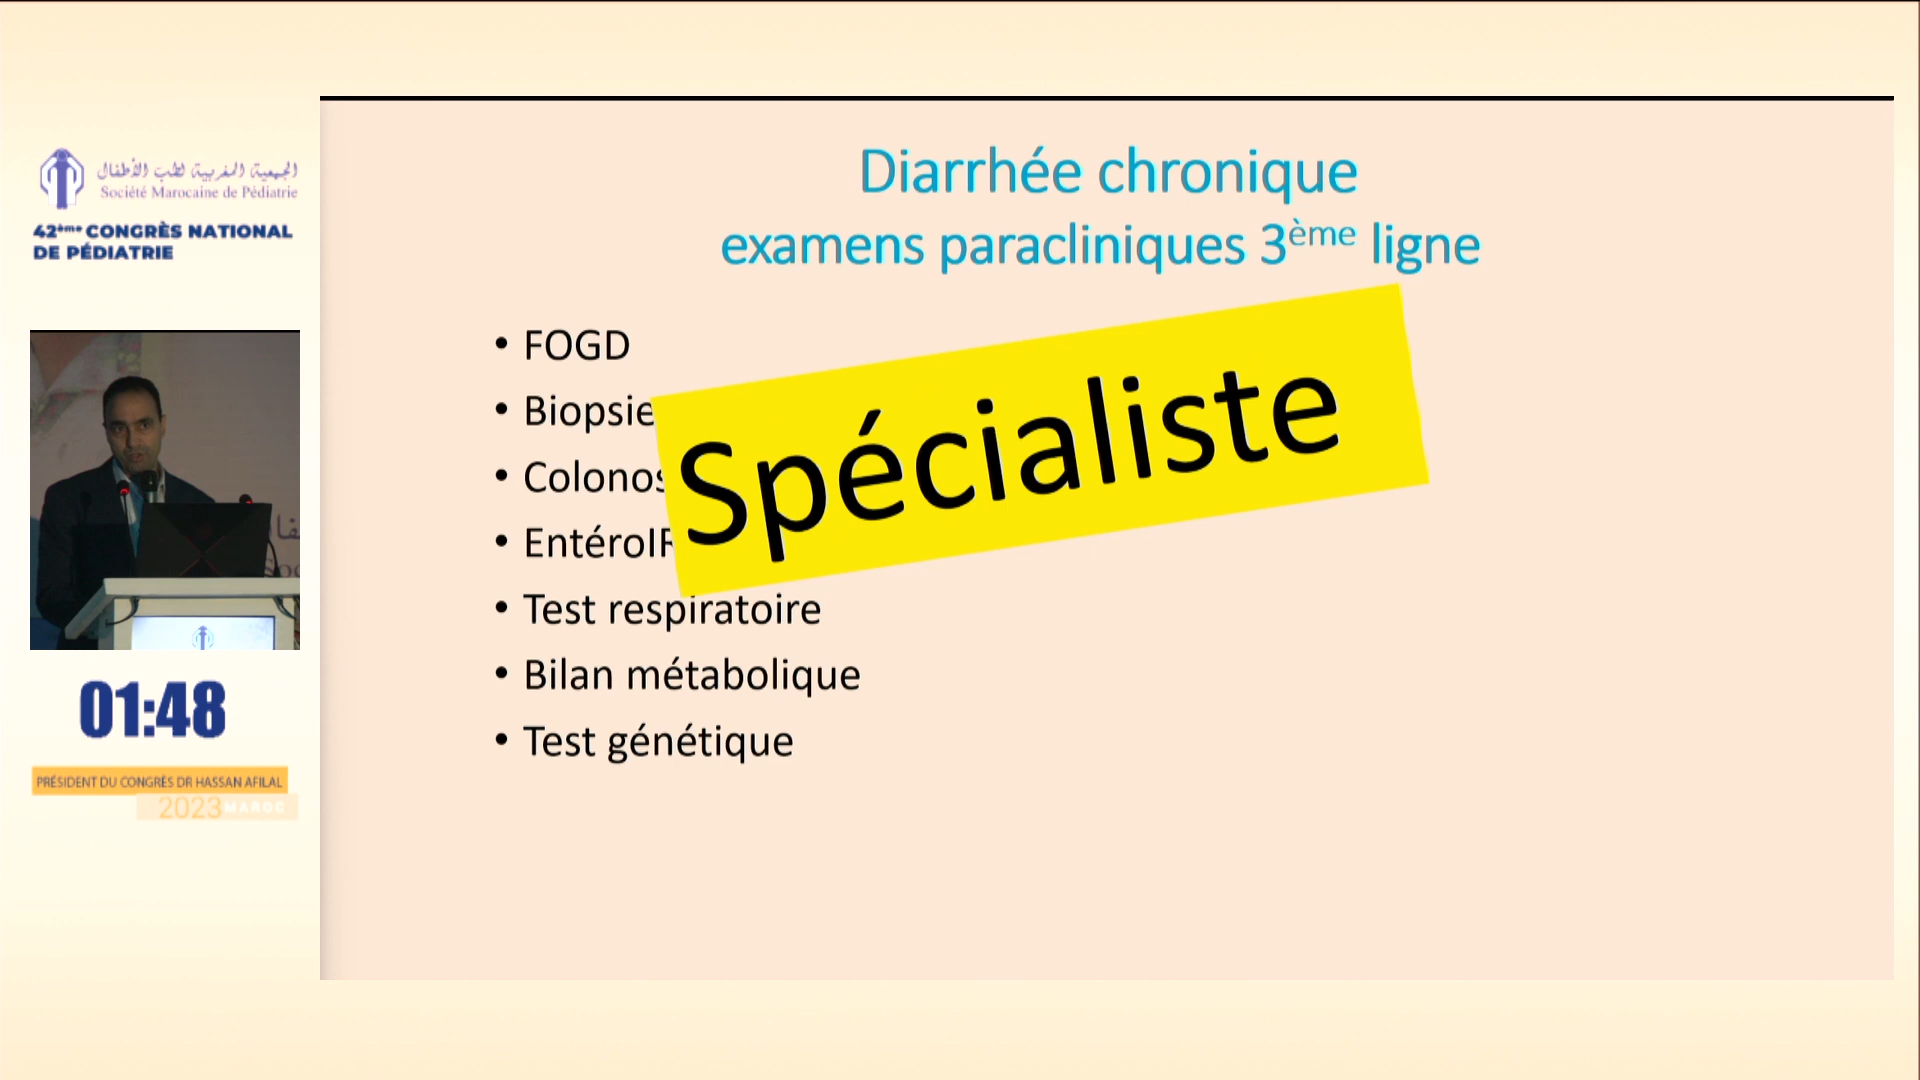 الجمعية المغربية لطب الأطفال
Société Marocaine de Pédiatrie
42ème CONGRÈS NATIONAL
DE PÉDIATRIE
01:48
PRÉSIDENT DU CONGRÈS DR HASSAN AFILAL
2023 MAROC
Diarrhée chronique
examens paracliniques 3ème ligne
• FOGD
• Biopsie
Spécialiste
• Test respiratoire
• Bilan métabolique
• Test génétique